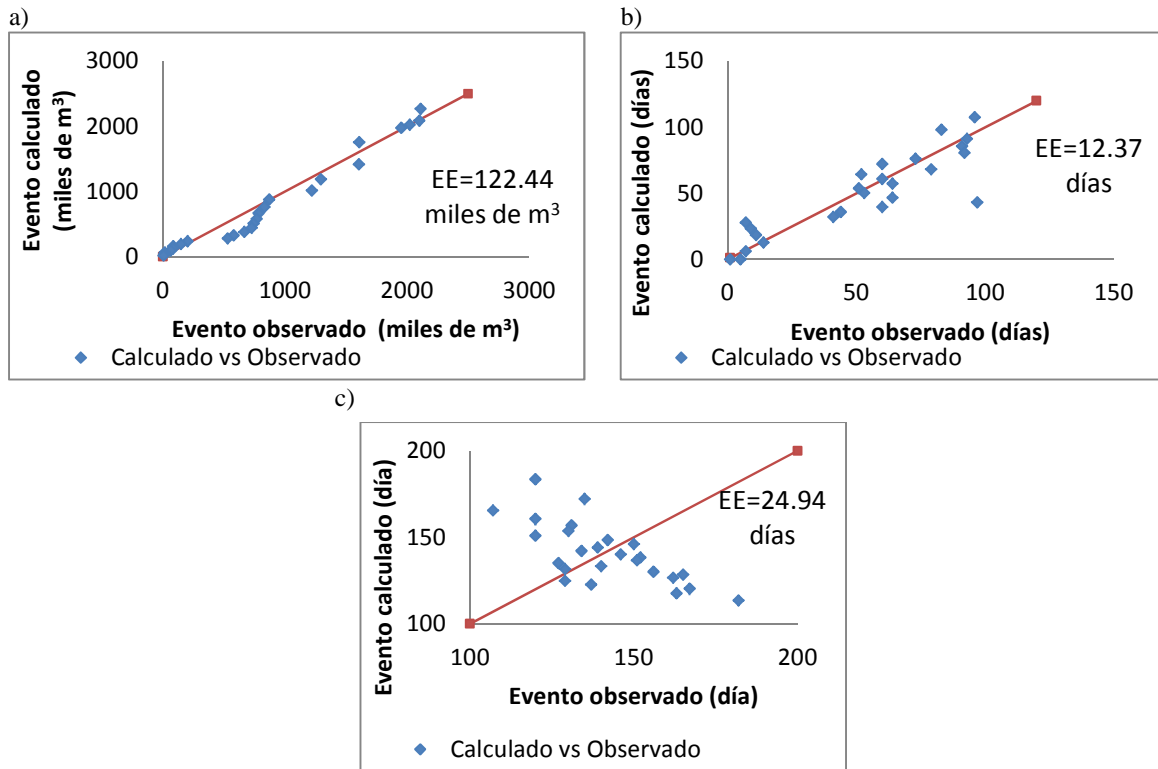 a)
3000
2000
1000
0
Evento calculado
(miles de m³)
EE=122.44
miles de m³
0 1000 2000 3000
Evento observado (miles de m³)
Calculado vs Observado
b)
150
100
50
0
Evento calculado (días)
EE=12.37
días
0 50 100 150
Evento observado (días)
Calculado vs Observado
c)
200
150
100
Evento calculado (día)
EE=24.94
días
100 150 200
Evento observado (día)
Calculado vs Observado